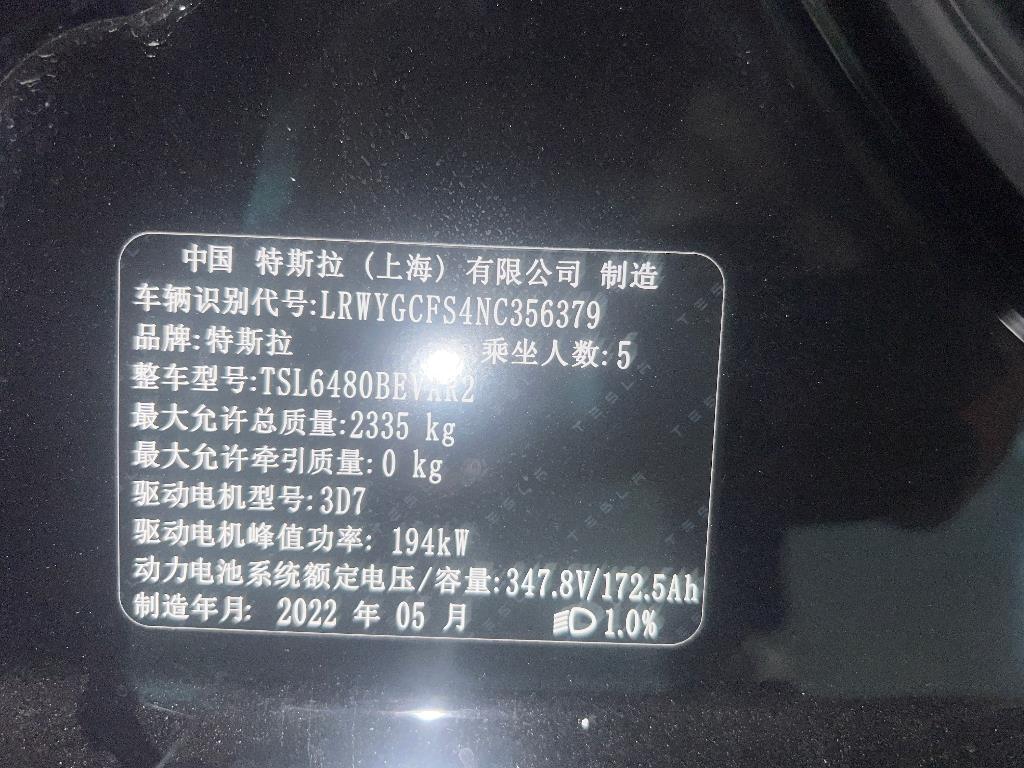 中国 特斯拉 (上海) 有限公司 制造
车辆识别代号:LRWYGCFS4NC356379
品牌:特斯拉 乘坐人数:5
整车型号:TSL6480BEVAR2
最大允许总质量:2335 kg
最大允许牵引质量:0 kg
驱动电机型号:3D7
驱动电机峰值功率: 194kW
动力电池系统额定电压/容量:347.8V/172.5Ah
制造年月: 2022 年 05 月 1.0%
TESLA
TESLA
TESLA
TESLA
TESLA